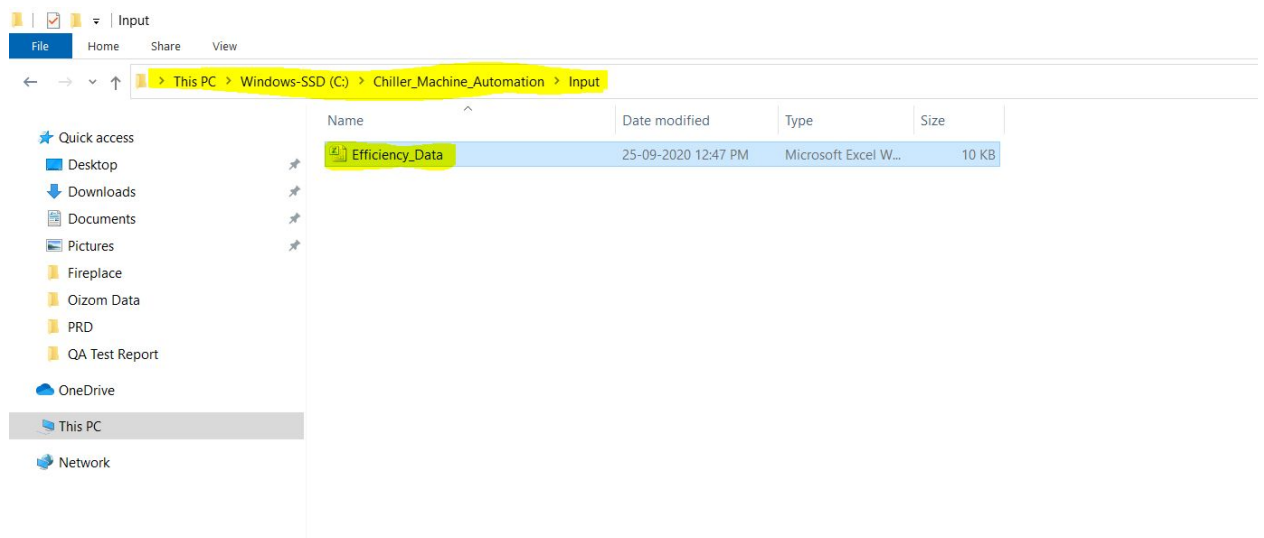 Input
File Home Share View
This PC > Windows-SSD (C:) > Chiller_Machine_Automation > Input
Name Date modified Type Size
Quick access
Efficiency_Data 25-09-2020 12:47 PM Microsoft Excel W... 10 KB
Desktop
Downloads
Documents
Pictures
Fireplace
Oizom Data
PRD
QA Test Report
OneDrive
This PC
Network